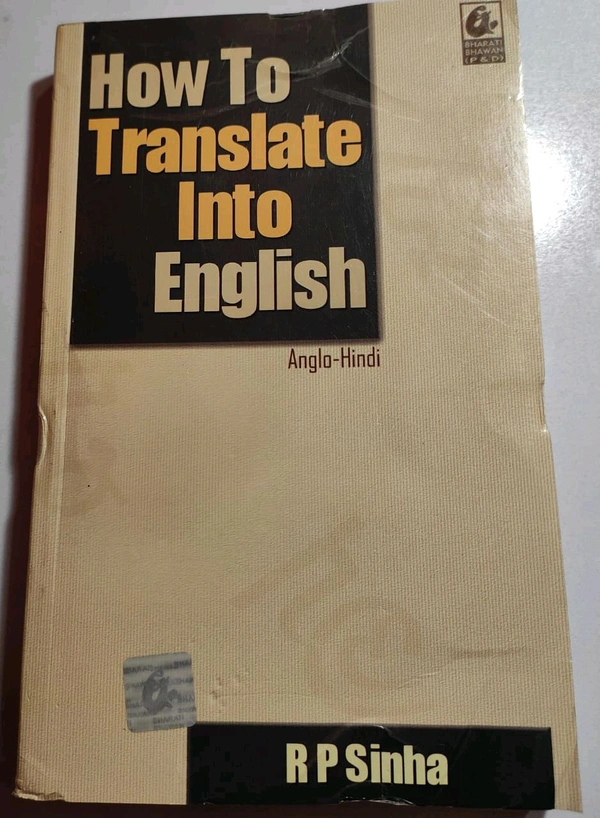 BHARATI
BHAWAN
(P & D)
How To
Translate
Into
English
Anglo-Hindi
R P Sinha